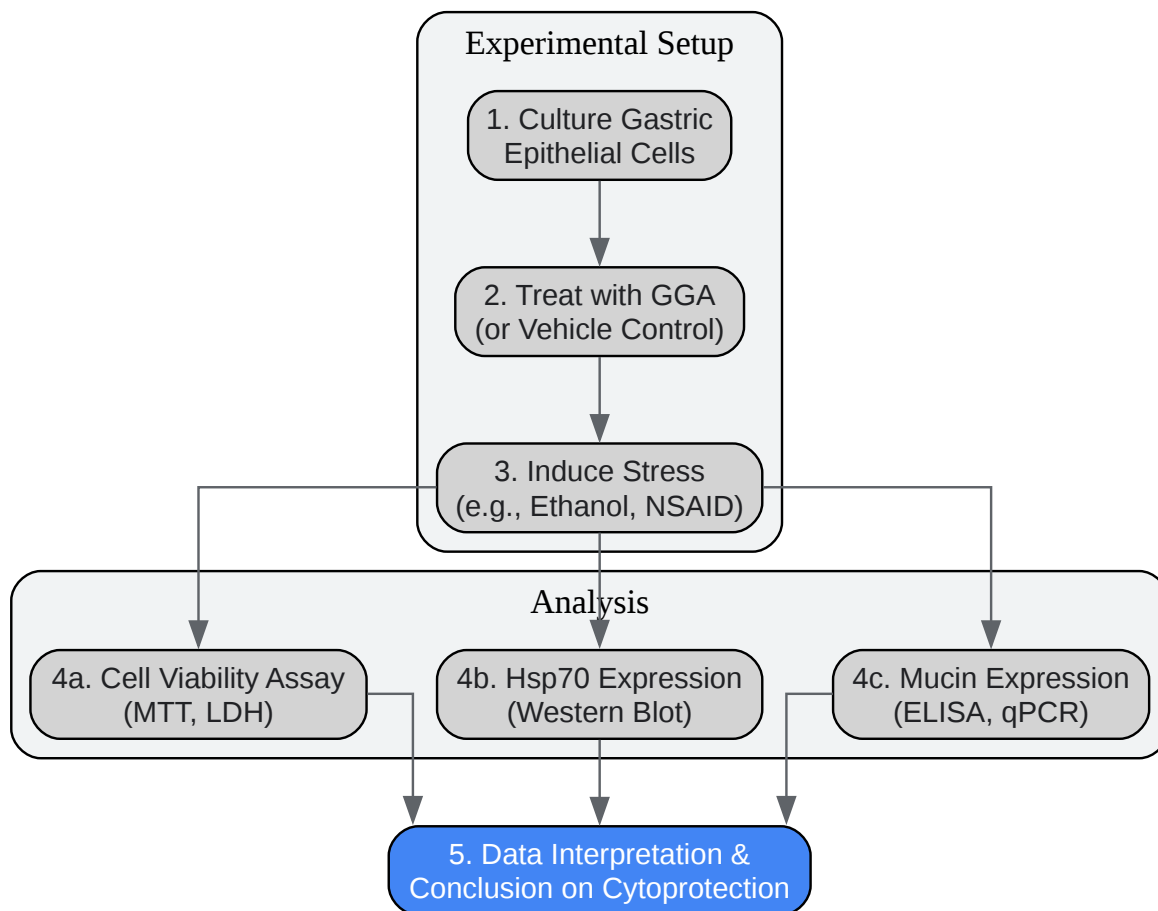 Experimental Setup
1. Culture Gastric
Epithelial Cells
2. Treat with GGA
(or Vehicle Control)
3. Induce Stress
(e.g., Ethanol, NSAID)
Analysis
4a. Cell Viability Assay
(MTT, LDH)
4b. Hsp70 Expression
(Western Blot)
4c. Mucin Expression
(ELISA, qPCR)
5. Data Interpretation &
Conclusion on Cytoprotection